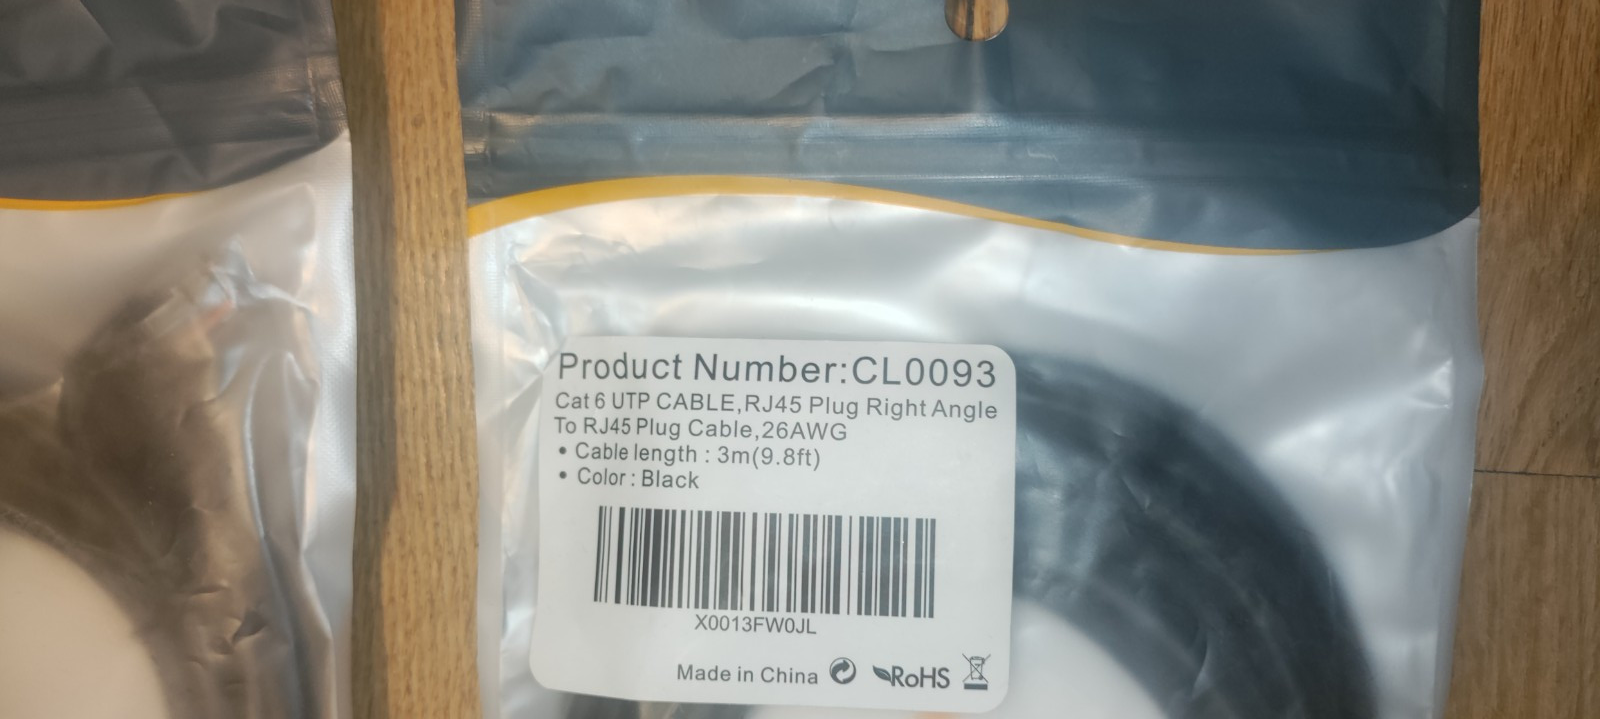 Product Number:CL0093
Cat 6 UTP CABLE,RJ45 Plug Right Angle
To RJ45 Plug Cable,26AWG
• Cable length : 3m(9.8ft)
• Color : Black
X0013FW0JL
Made in China RoHS